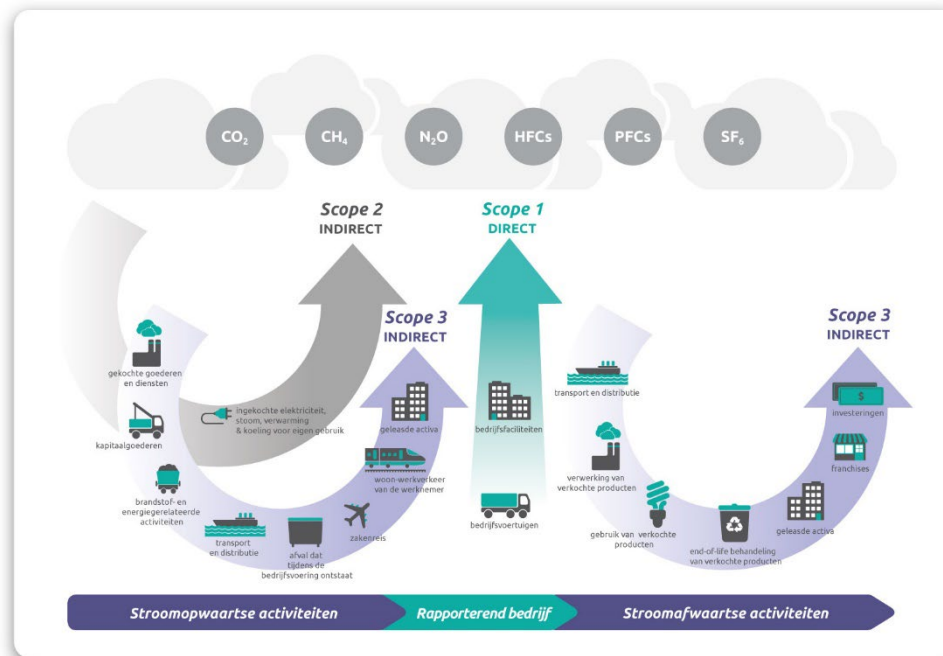 CO₂
CH₄
N₂O
HFCs
PFCs
SF₆
Scope 2
INDIRECT
Scope 1
DIRECT
Scope 3
INDIRECT
Scope 3
INDIRECT
gekochte goederen
en diensten
kapitaalgoederen
brandstof- en
energiegerelateerde
activiteiten
transport
en distributie
afval dat
tijdens de
bedrijfsvoering ontstaat
zakenreis
woon-werkverkeer
van de werknemer
geleasde activa
ingekochte elektriciteit,
stoom, verwarming
& koeling voor eigen gebruik
bedrijfsfaciliteiten
bedrijfsvoertuigen
transport en distributie
verwerking van
verkochte producten
gebruik van verkochte
producten
end-of-life behandeling
van verkochte producten
geleasde activa
franchises
$
investeringen
Stroomopwaartse activiteiten
Rapporterend bedrijf
Stroomafwaartse activiteiten